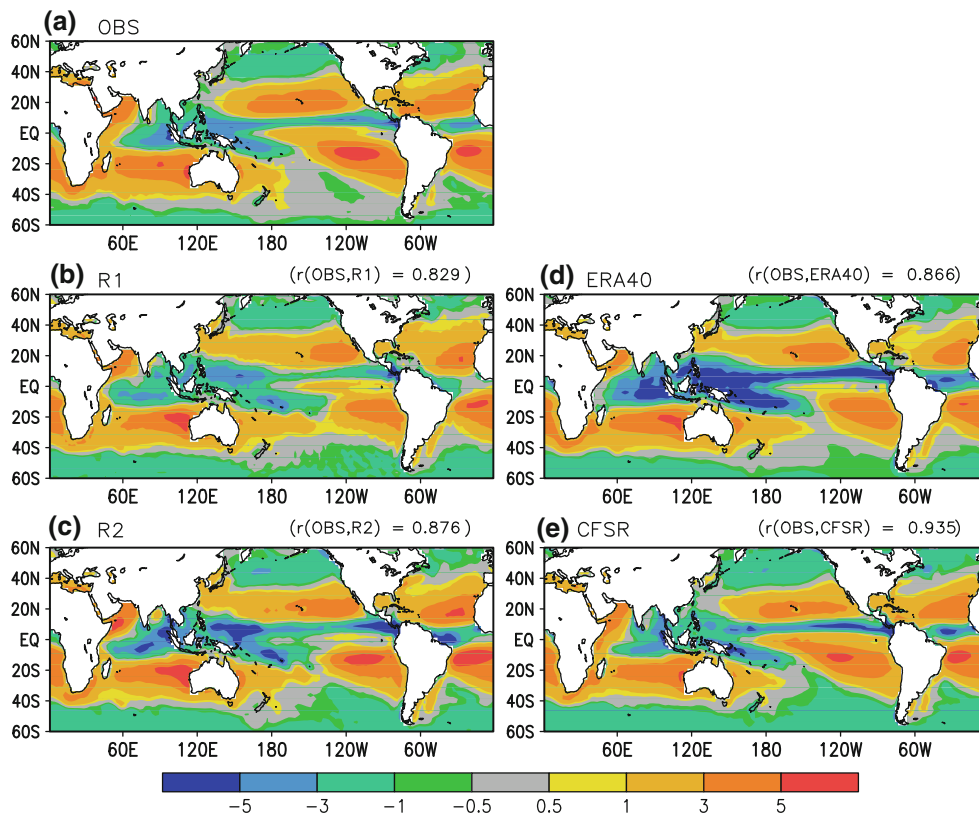 (a) OBS
60N
40N
20N
EQ
20S
40S
60S
60E 120E 180 120W 60W
(b) R1 (r(OBS,R1) = 0.829)
60N
40N
20N
EQ
20S
40S
60S
60E 120E 180 120W 60W
(d) ERA40 (r(OBS,ERA40) = 0.866)
60N
40N
20N
EQ
20S
40S
60S
60E 120E 180 120W 60W
(c) R2 (r(OBS,R2) = 0.876)
60N
40N
20N
EQ
20S
40S
60S
60E 120E 180 120W 60W
(e) CFSR (r(OBS,CFSR) = 0.935)
60N
40N
20N
EQ
20S
40S
60S
60E 120E 180 120W 60W
−5 −3 −1 −0.5 0.5 1 3 5